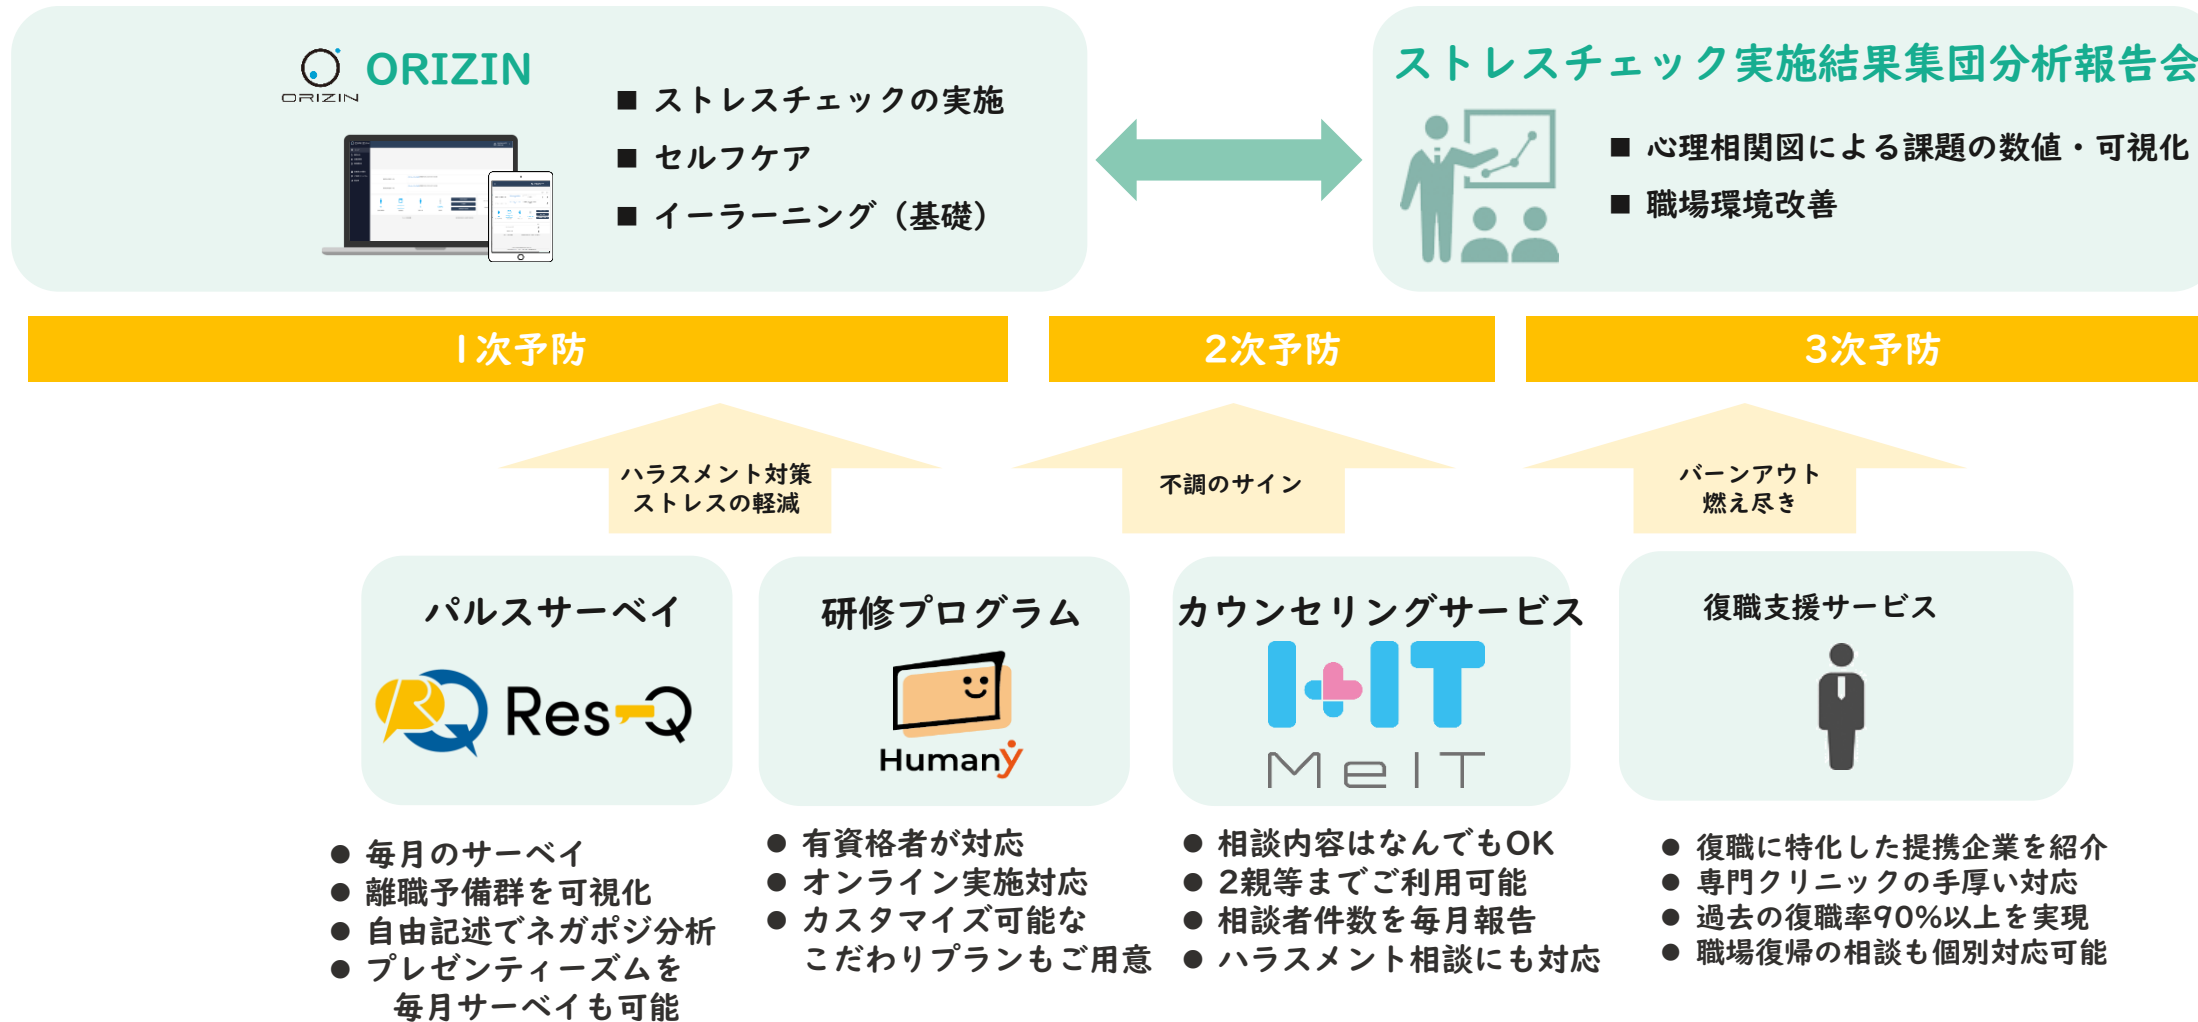 ORIZIN
ORIZIN
■ ストレスチェックの実施
■ セルフケア
■ イーラーニング（基礎）
ストレスチェック実施結果集団分析報告会
■ 心理相関図による課題の数値・可視化
■ 職場環境改善
1次予防
2次予防
3次予防
ハラスメント対策
ストレスの軽減
不調のサイン
バーンアウト
燃え尽き
パルスサーベイ
RQ Res-Q
● 毎月のサーベイ
● 離職予備群を可視化
● 自由記述でネガポジ分析
● プレゼンティーズムを
毎月サーベイも可能
研修プログラム
Humany
● 有資格者が対応
● オンライン実施対応
● カスタマイズ可能な
こだわりプランもご用意
カウンセリングサービス
MeIT
● 相談内容はなんでもOK
● 2親等までご利用可能
● 相談者件数を毎月報告
● ハラスメント相談にも対応
復職支援サービス
● 復職に特化した提携企業を紹介
● 専門クリニックの手厚い対応
● 過去の復職率90%以上を実現
● 職場復帰の相談も個別対応可能